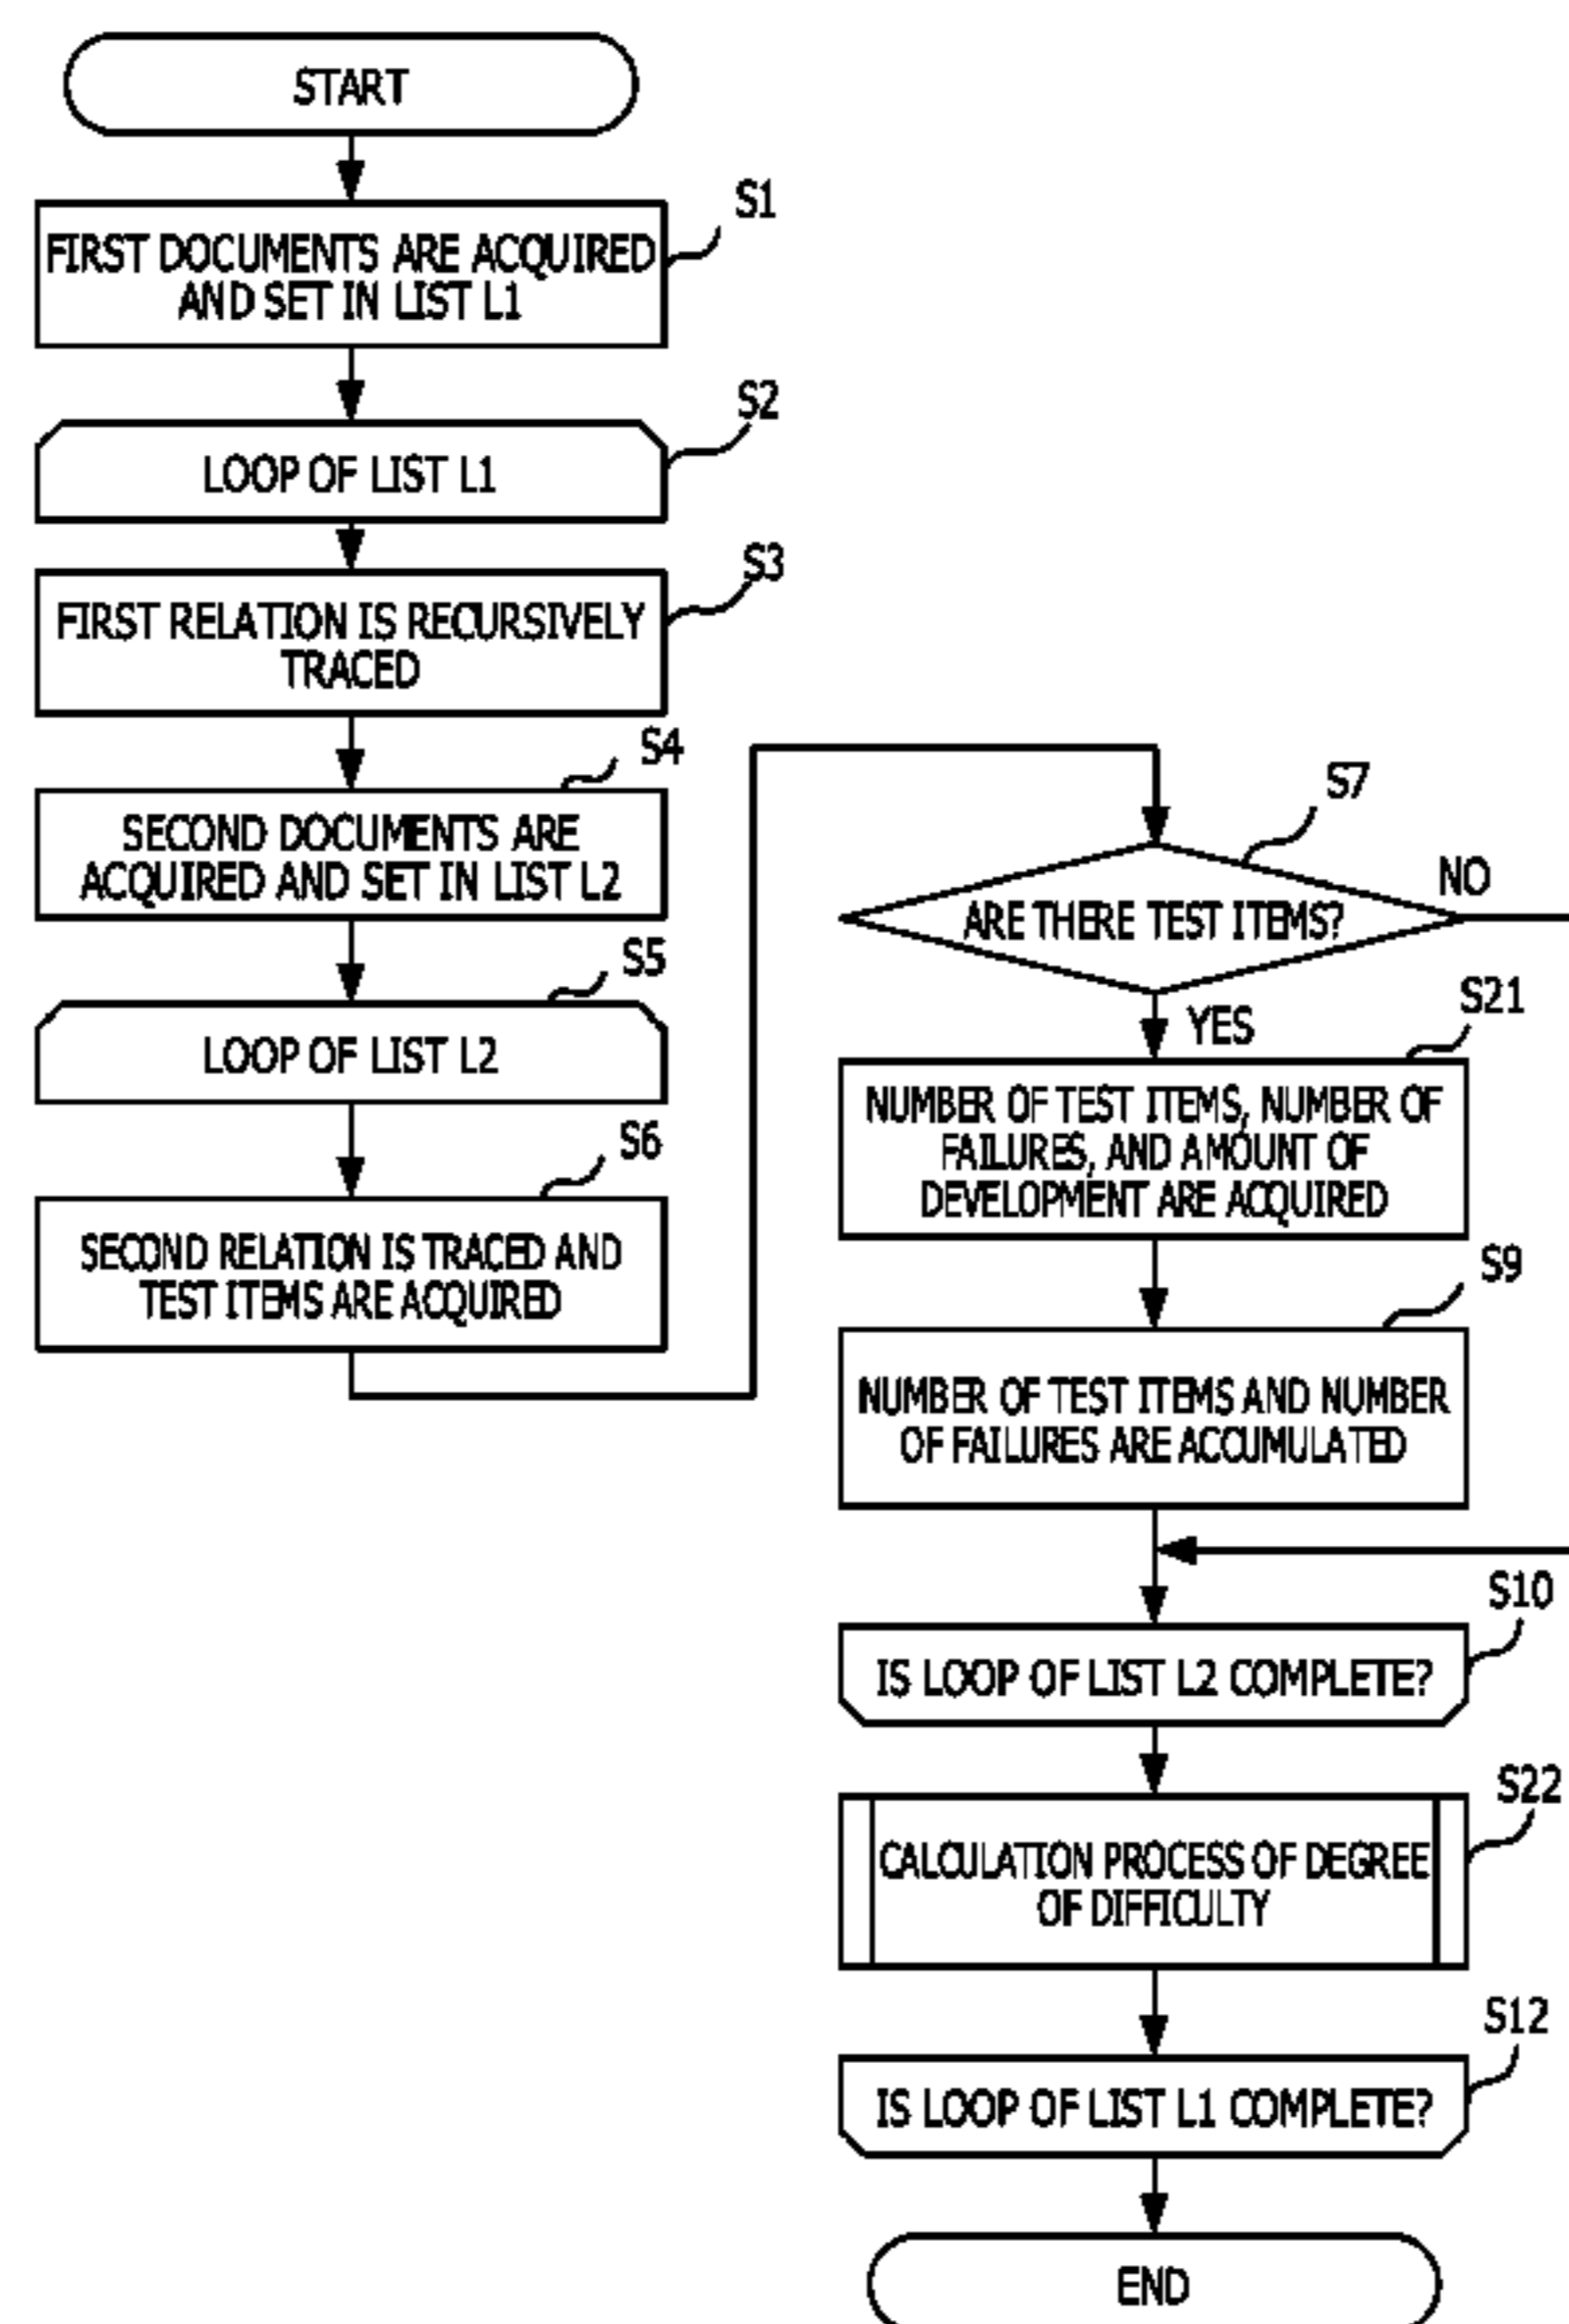 START
S1
FIRST DOCUMENTS ARE ACQUIRED
AND SET IN LIST L1
S2
LOOP OF LIST L1
S3
FIRST RELATION IS RECURSIVELY
TRACED
S4
SECOND DOCUMENTS ARE
ACQUIRED AND SET IN LIST L2
S5
LOOP OF LIST L2
S6
SECOND RELATION IS TRACED AND
TEST ITEMS ARE ACQUIRED
S7
NO
ARE THERE TEST ITEMS?
YES
S21
NUMBER OF TEST ITEMS, NUMBER OF
FAILURES, AND AMOUNT OF
DEVELOPMENT ARE ACQUIRED
S9
NUMBER OF TEST ITEMS AND NUMBER
OF FAILURES ARE ACCUMULATED
S10
IS LOOP OF LIST L2 COMPLETE?
S22
CALCULATION PROCESS OF DEGREE
OF DIFFICULTY
S12
IS LOOP OF LIST L1 COMPLETE?
END